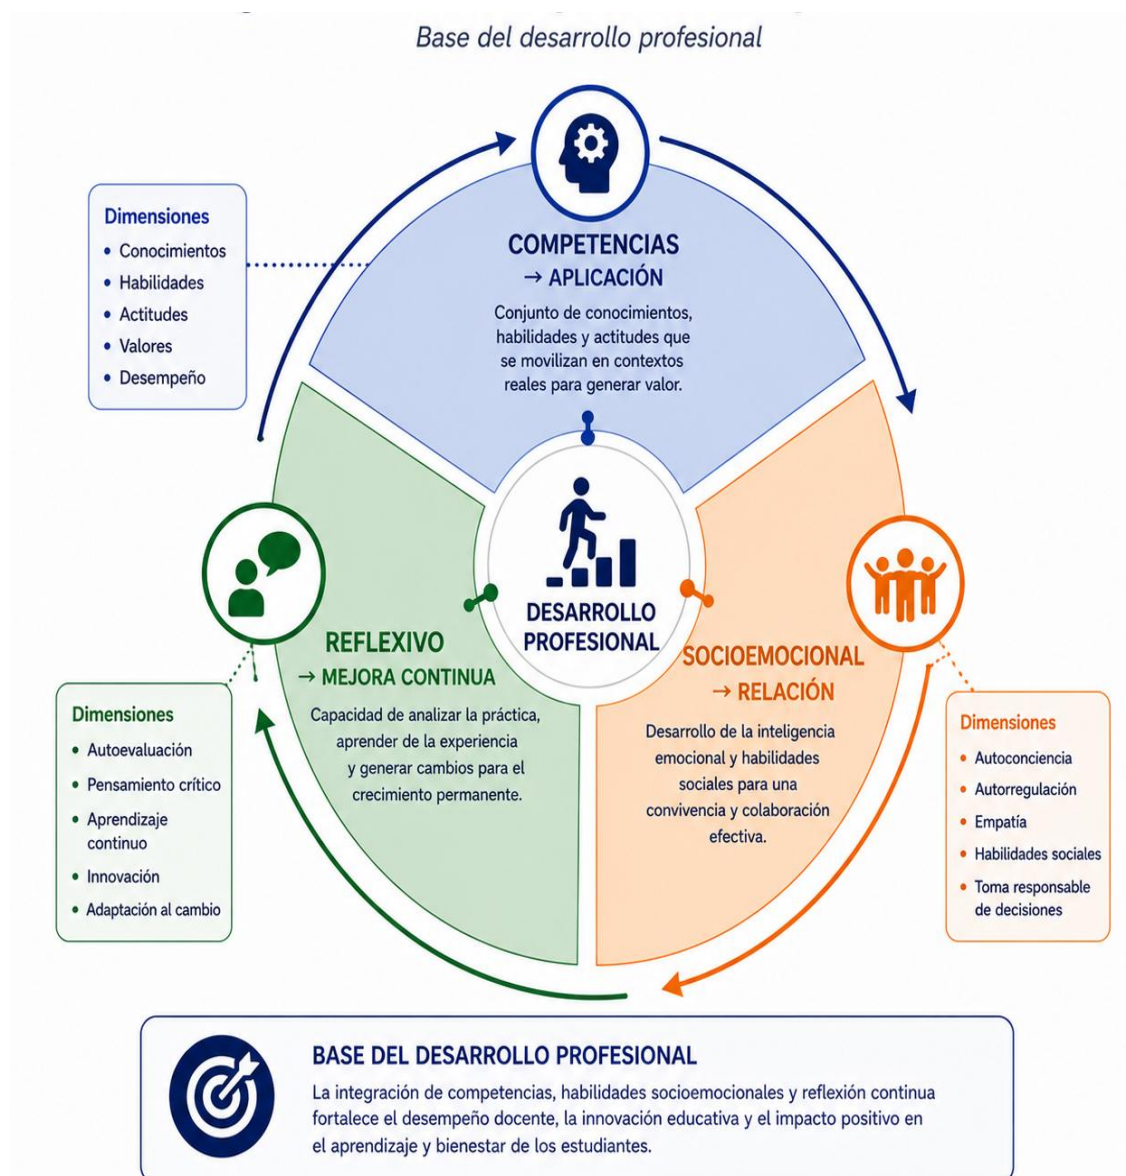 Base del desarrollo profesional
COMPETENCIAS
→ APLICACIÓN
Conjunto de conocimientos,
habilidades y actitudes que
se movilizan en contextos
reales para generar valor.
Dimensiones
• Conocimientos
• Habilidades
• Actitudes
• Valores
• Desempeño
DESARROLLO
PROFESIONAL
SOCIOEMOCIONAL
→ RELACIÓN
Desarrollo de la inteligencia
emocional y habilidades
sociales para una
convivencia y colaboración
efectiva.
Dimensiones
• Autoconciencia
• Autorregulación
• Empatía
• Habilidades sociales
• Toma responsable
de decisiones
REFLEXIVO
→ MEJORA CONTINUA
Capacidad de analizar la práctica,
aprender de la experiencia
y generar cambios para el
crecimiento permanente.
Dimensiones
• Autoevaluación
• Pensamiento crítico
• Aprendizaje
continuo
• Innovación
• Adaptación al cambio
BASE DEL DESARROLLO PROFESIONAL
La integración de competencias, habilidades socioemocionales y reflexión continua
fortalece el desempeño docente, la innovación educativa y el impacto positivo en
el aprendizaje y bienestar de los estudiantes.